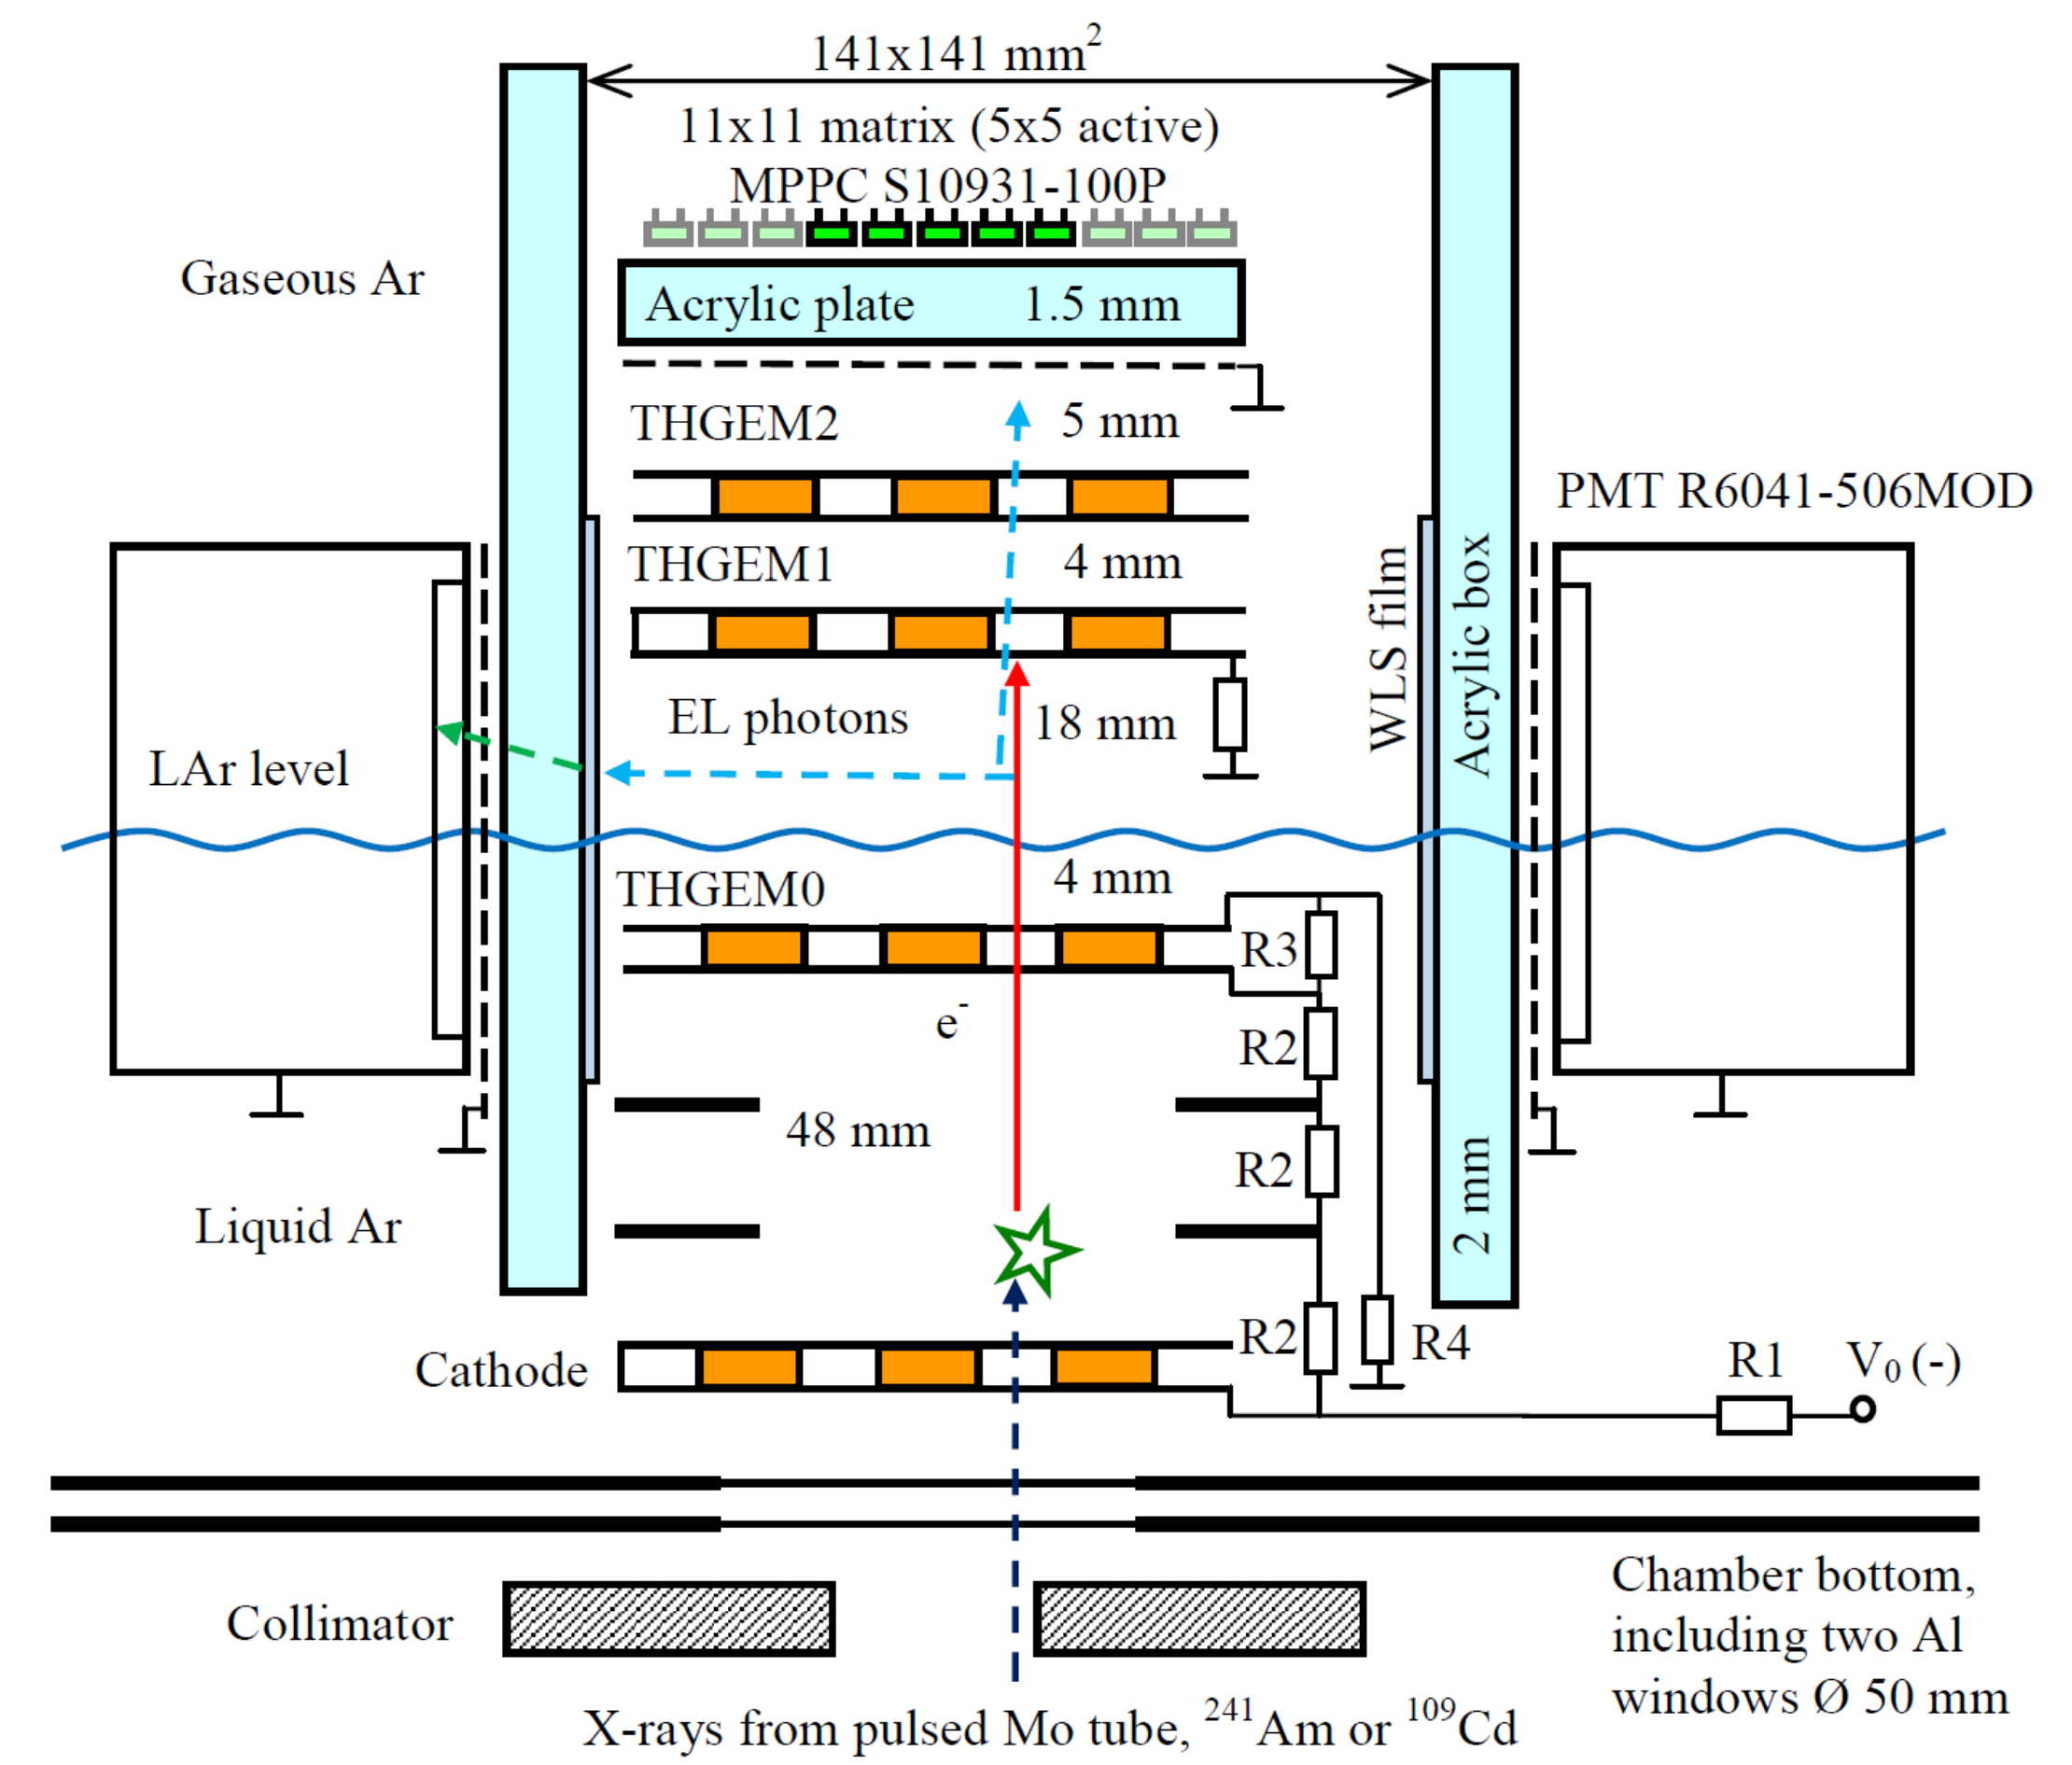 141x141 mm²
11x11 matrix (5x5 active)
MPPC S10931-100P
Gaseous Ar
Acrylic plate 1.5 mm
THGEM2 5 mm
PMT R6041-506MOD
THGEM1 4 mm
WLS film
Acrylic box
EL photons 18 mm
LAr level
THGEM0 4 mm
R3
e⁻
R2
48 mm
R2
2 mm
Liquid Ar
R2
R4
Cathode
R1 V₀ (-)
Collimator
Chamber bottom,
including two Al
windows Ø 50 mm
X-rays from pulsed Mo tube, ²⁴¹Am or ¹⁰⁹Cd